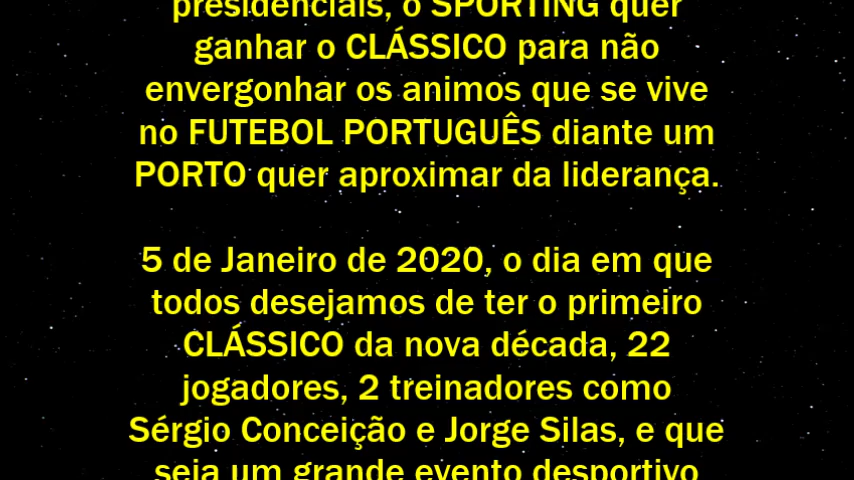 presidenciais, o SPORTING quer
ganhar o CLÁSSICO para não
envergonhar os animos que se vive
no FUTEBOL PORTUGUÊS diante um
PORTO quer aproximar da liderança.
5 de Janeiro de 2020, o dia em que
todos desejamos de ter o primeiro
CLÁSSICO da nova década, 22
jogadores, 2 treinadores como
Sérgio Conceição e Jorge Silas, e que
seja um grande evento desportivo